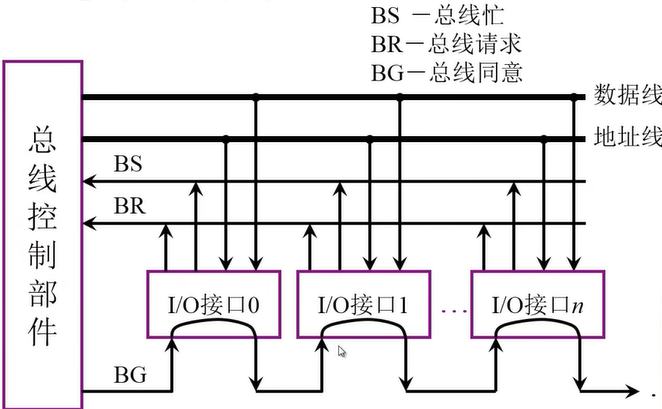 BS －总线忙
BR－总线请求
BG－总线同意
数据线
地址线
BS
BR
总线控制部件
I/O接口0
I/O接口1
…
I/O接口n
BG